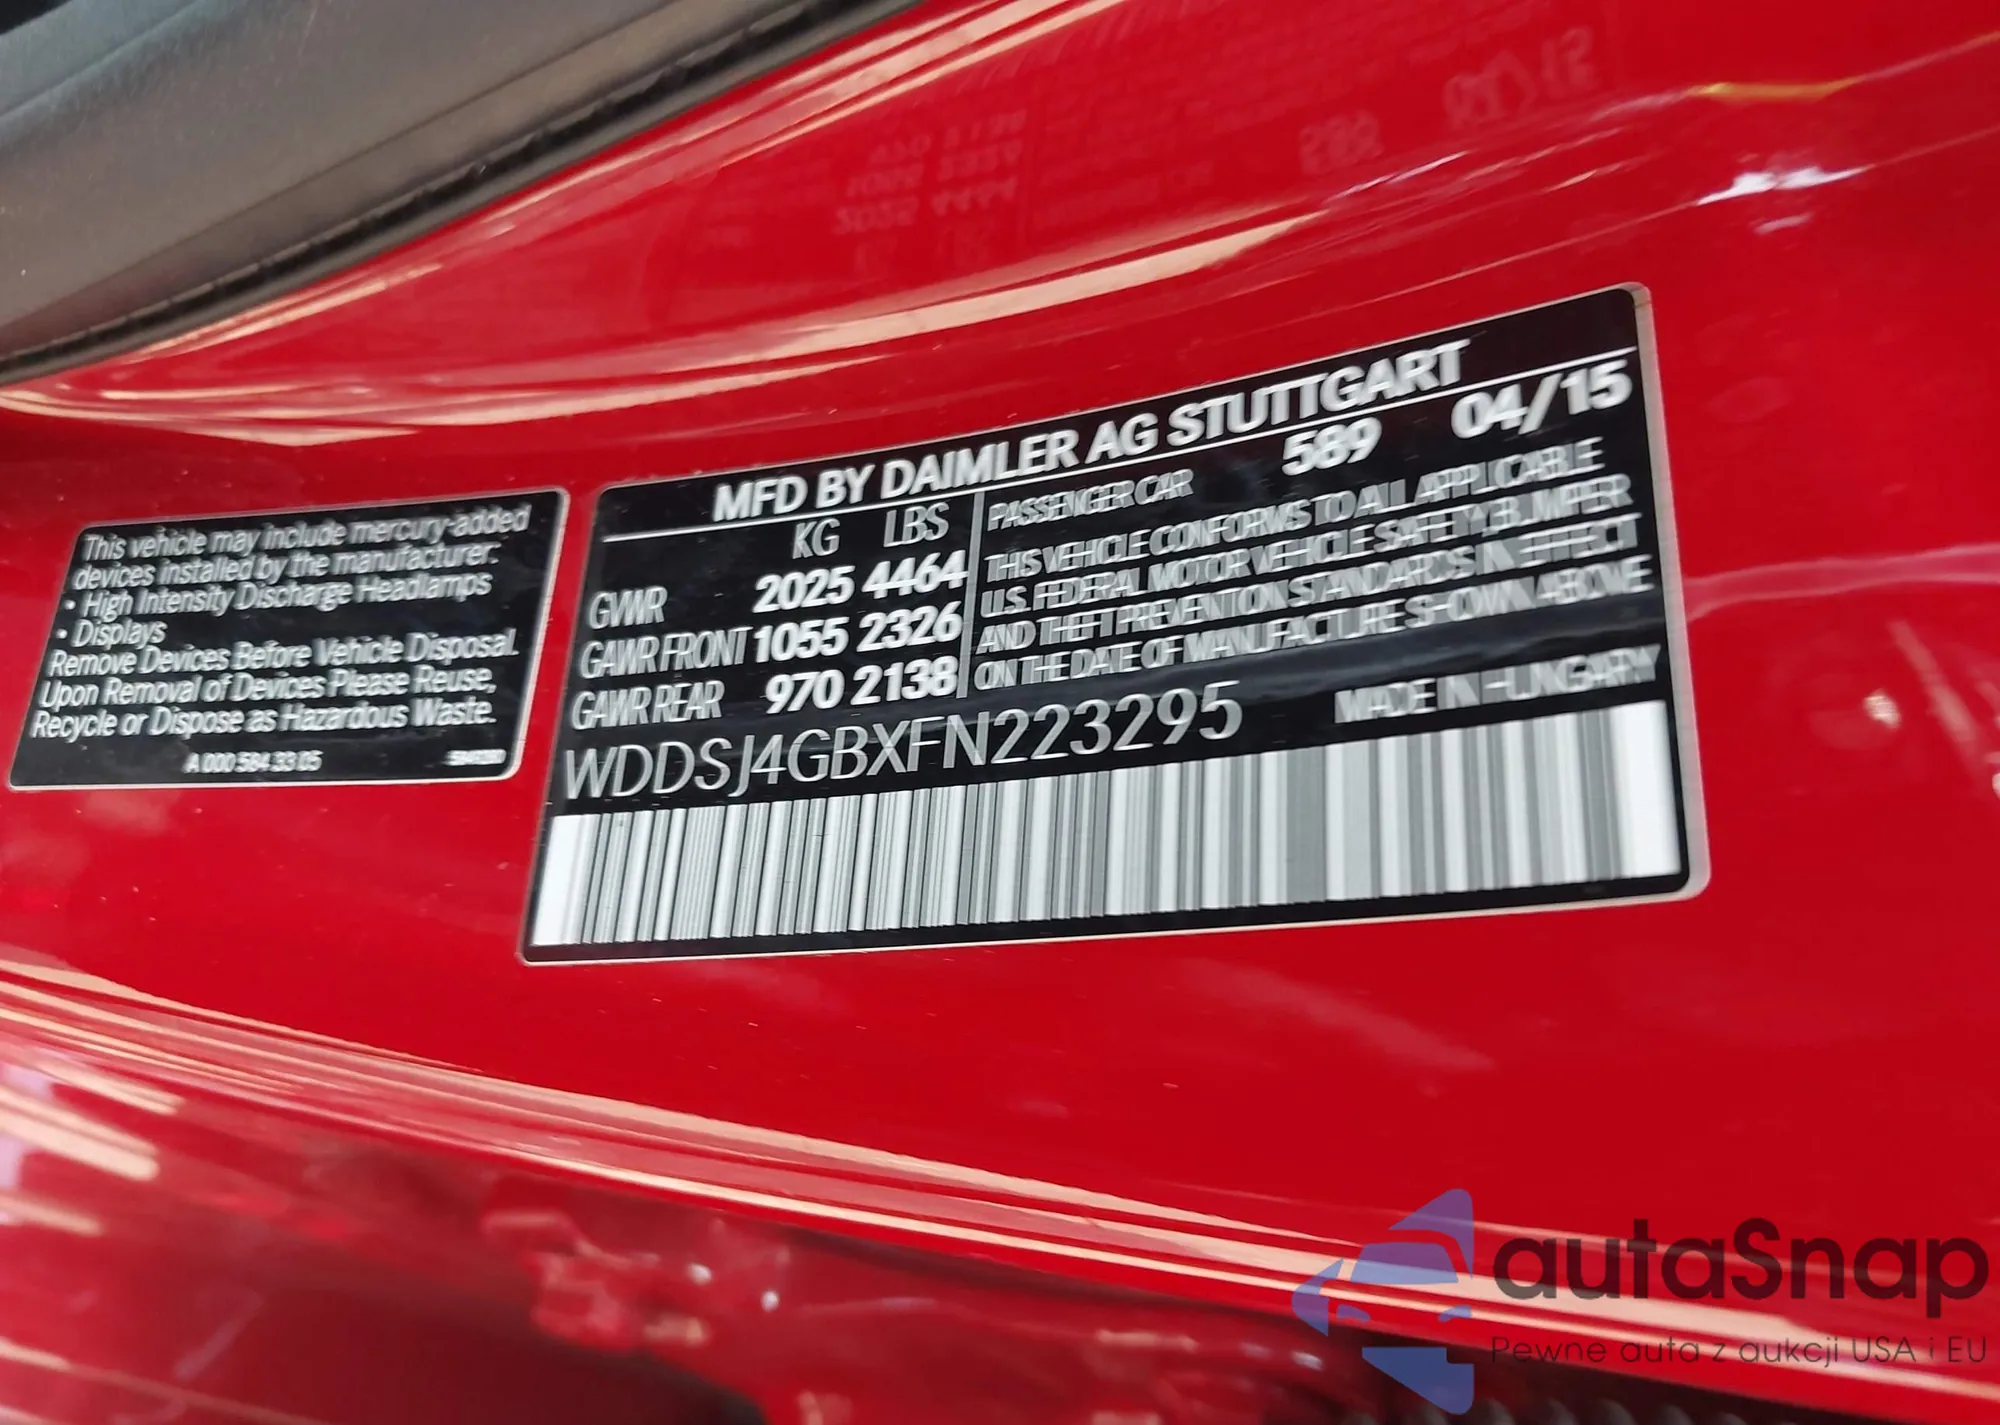 This vehicle may include mercury-added
devices installed by the manufacturer:
• High Intensity Discharge Headlamps
• Displays
Remove Devices Before Vehicle Disposal.
Upon Removal of Devices Please Reuse,
Recycle or Dispose as Hazardous Waste.
A 000 584 33 05
MFD BY DAIMLER AG STUTTGART
KG LBS
GVWR 2025 4464
GAWR FRONT 1055 2326
GAWR REAR 970 2138
PASSENGER CAR 589 04/15
THIS VEHICLE CONFORMS TO ALL APPLICABLE
U.S. FEDERAL MOTOR VEHICLE SAFETY, BUMPER
AND THEFT PREVENTION STANDARDS IN EFFECT
ON THE DATE OF MANUFACTURE SHOWN ABOVE
WDDSJ4GBXFN223295 MADE IN HUNGARY
autaSnap
Pewne auta z aukcji USA i EU